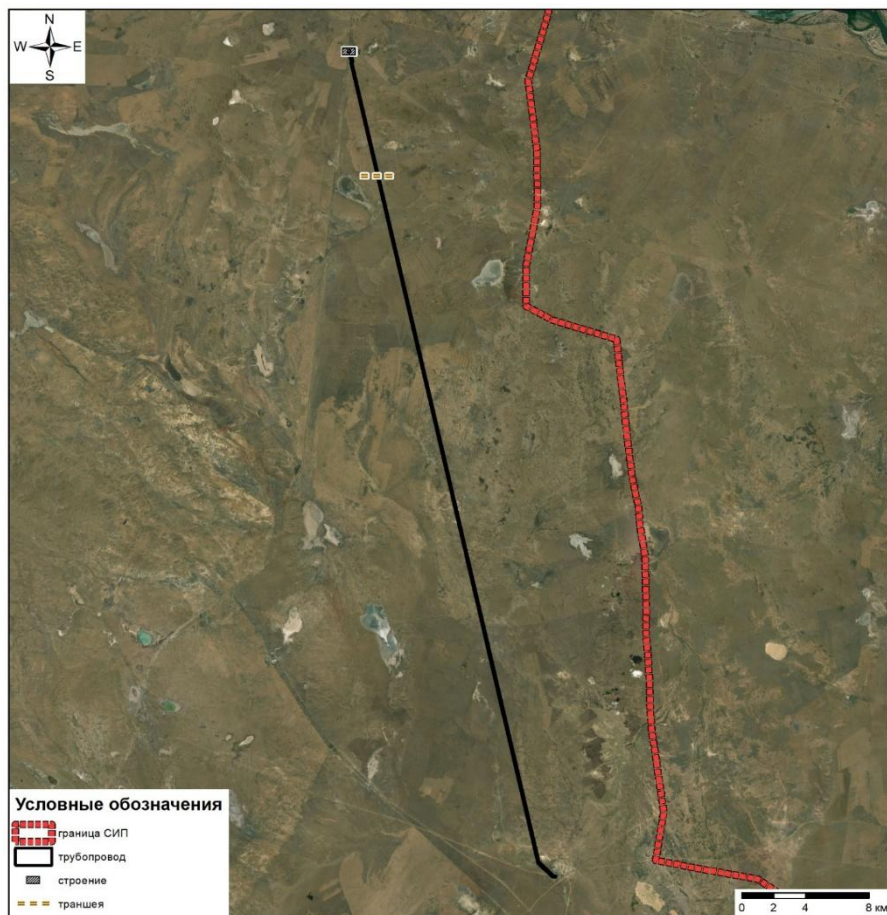 N
W E
S
Условные обозначения
граница СИП
трубопровод
строение
траншея
0 2 4 8 км